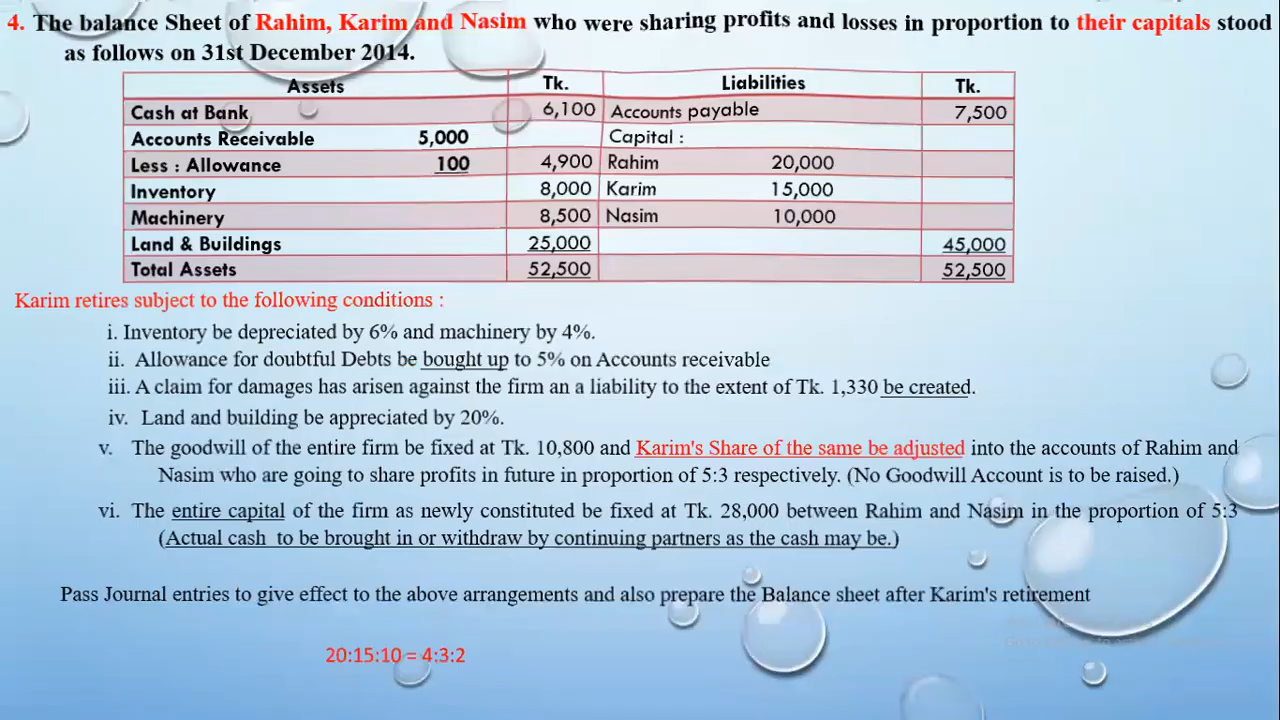 4. The balance Sheet of Rahim, Karim and Nasim who were sharing profits and losses in proportion to their capitals stood
as follows on 31st December 2014.
Assets Tk. Liabilities Tk.
Cash at Bank 6,100 Accounts payable 7,500
Accounts Receivable 5,000 Capital :
Less : Allowance 100 4,900 Rahim 20,000
Inventory 8,000 Karim 15,000
Machinery 8,500 Nasim 10,000
Land & Buildings 25,000 45,000
Total Assets 52,500 52,500
Karim retires subject to the following conditions :
i. Inventory be depreciated by 6% and machinery by 4%.
ii. Allowance for doubtful Debts be bought up to 5% on Accounts receivable
iii. A claim for damages has arisen against the firm an a liability to the extent of Tk. 1,330 be created.
iv. Land and building be appreciated by 20%.
v. The goodwill of the entire firm be fixed at Tk. 10,800 and Karim's Share of the same be adjusted into the accounts of Rahim and
Nasim who are going to share profits in future in proportion of 5:3 respectively. (No Goodwill Account is to be raised.)
vi. The entire capital of the firm as newly constituted be fixed at Tk. 28,000 between Rahim and Nasim in the proportion of 5:3
(Actual cash to be brought in or withdraw by continuing partners as the cash may be.)
Pass Journal entries to give effect to the above arrangements and also prepare the Balance sheet after Karim's retirement
20:15:10 = 4:3:2